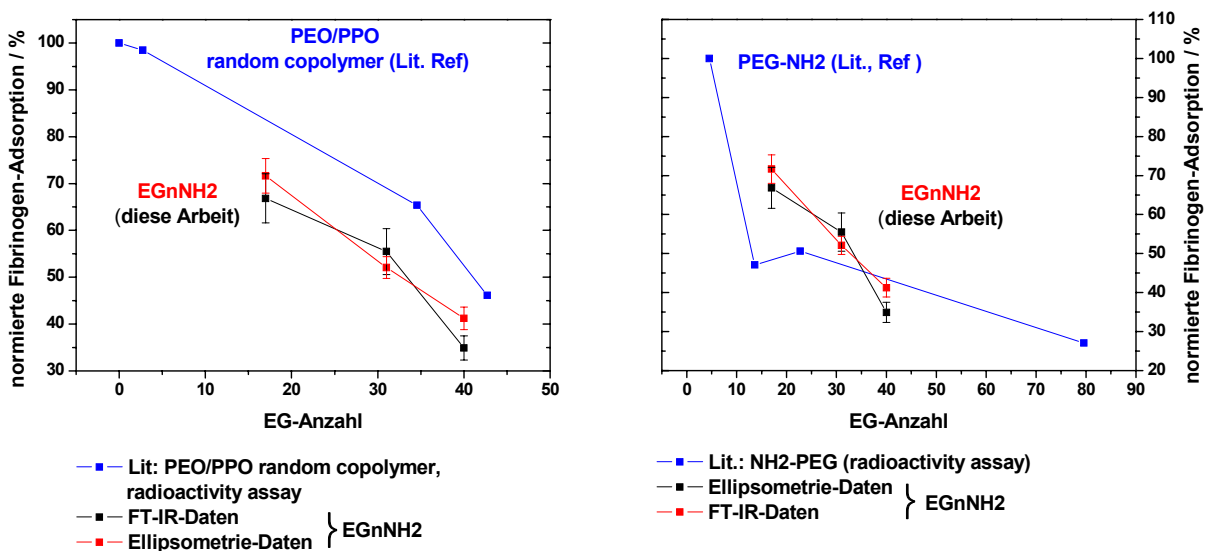 normierte Fibrinogen-Adsorption / %
100
90
80
70
60
50
40
30
PEO/PPO
random copolymer (Lit. Ref)
EGnNH2
(diese Arbeit)
0 10 20 30 40 50
EG-Anzahl
Lit: PEO/PPO random copolymer,
radioactivity assay
FT-IR-Daten
Ellipsometrie-Daten
} EGnNH2
PEG-NH2 (Lit., Ref )
EGnNH2
(diese Arbeit)
110
100
90
80
70
60
50
40
30
20
normierte Fibrinogen-Adsorption / %
0 10 20 30 40 50 60 70 80 90
EG-Anzahl
Lit.: NH2-PEG (radioactivity assay)
Ellipsometrie-Daten
FT-IR-Daten
} EGnNH2